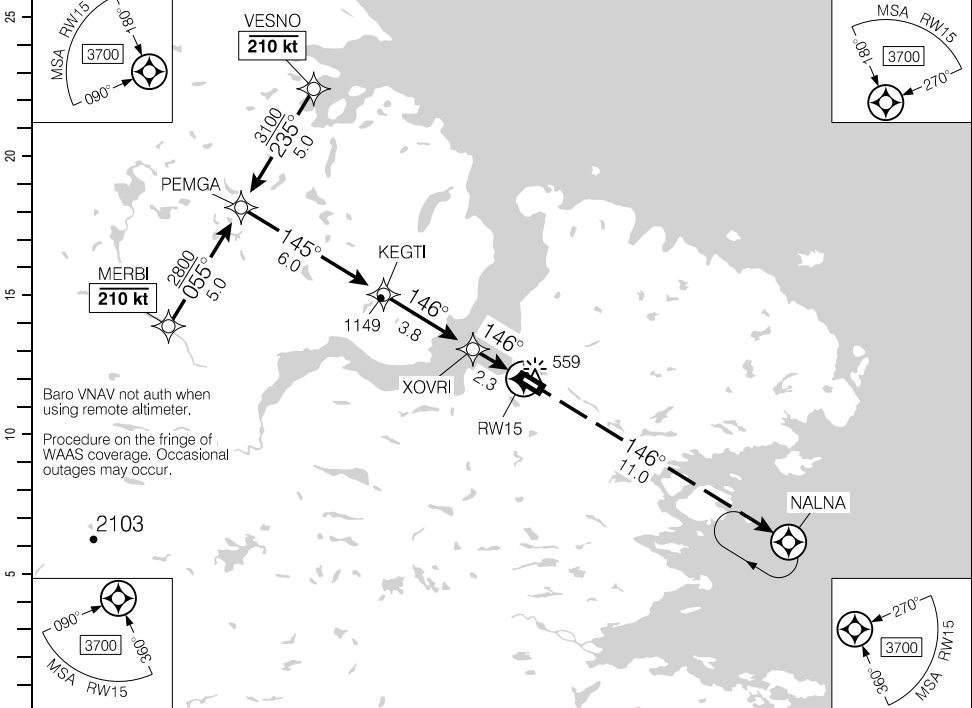 25
180°
MSA RW15
3700
090°
VESNO
210 kt
MSA RW15
180°
3700
270°
3100
235°
5.0
20
PEMGA
145°
6.0
KEGTI
2800
055°
5.0
MERBI
210 kt
15
1149
146°
3.8
146°
2.3
559
XOVRI
RW15
Baro VNAV not auth when
using remote altimeter.
Procedure on the fringe of
WAAS coverage. Occasional
outages may occur.
10
146°
11.0
NALNA
2103
5
090°
3700
360°
MSA RW15
270°
3700
360°
MSA RW15